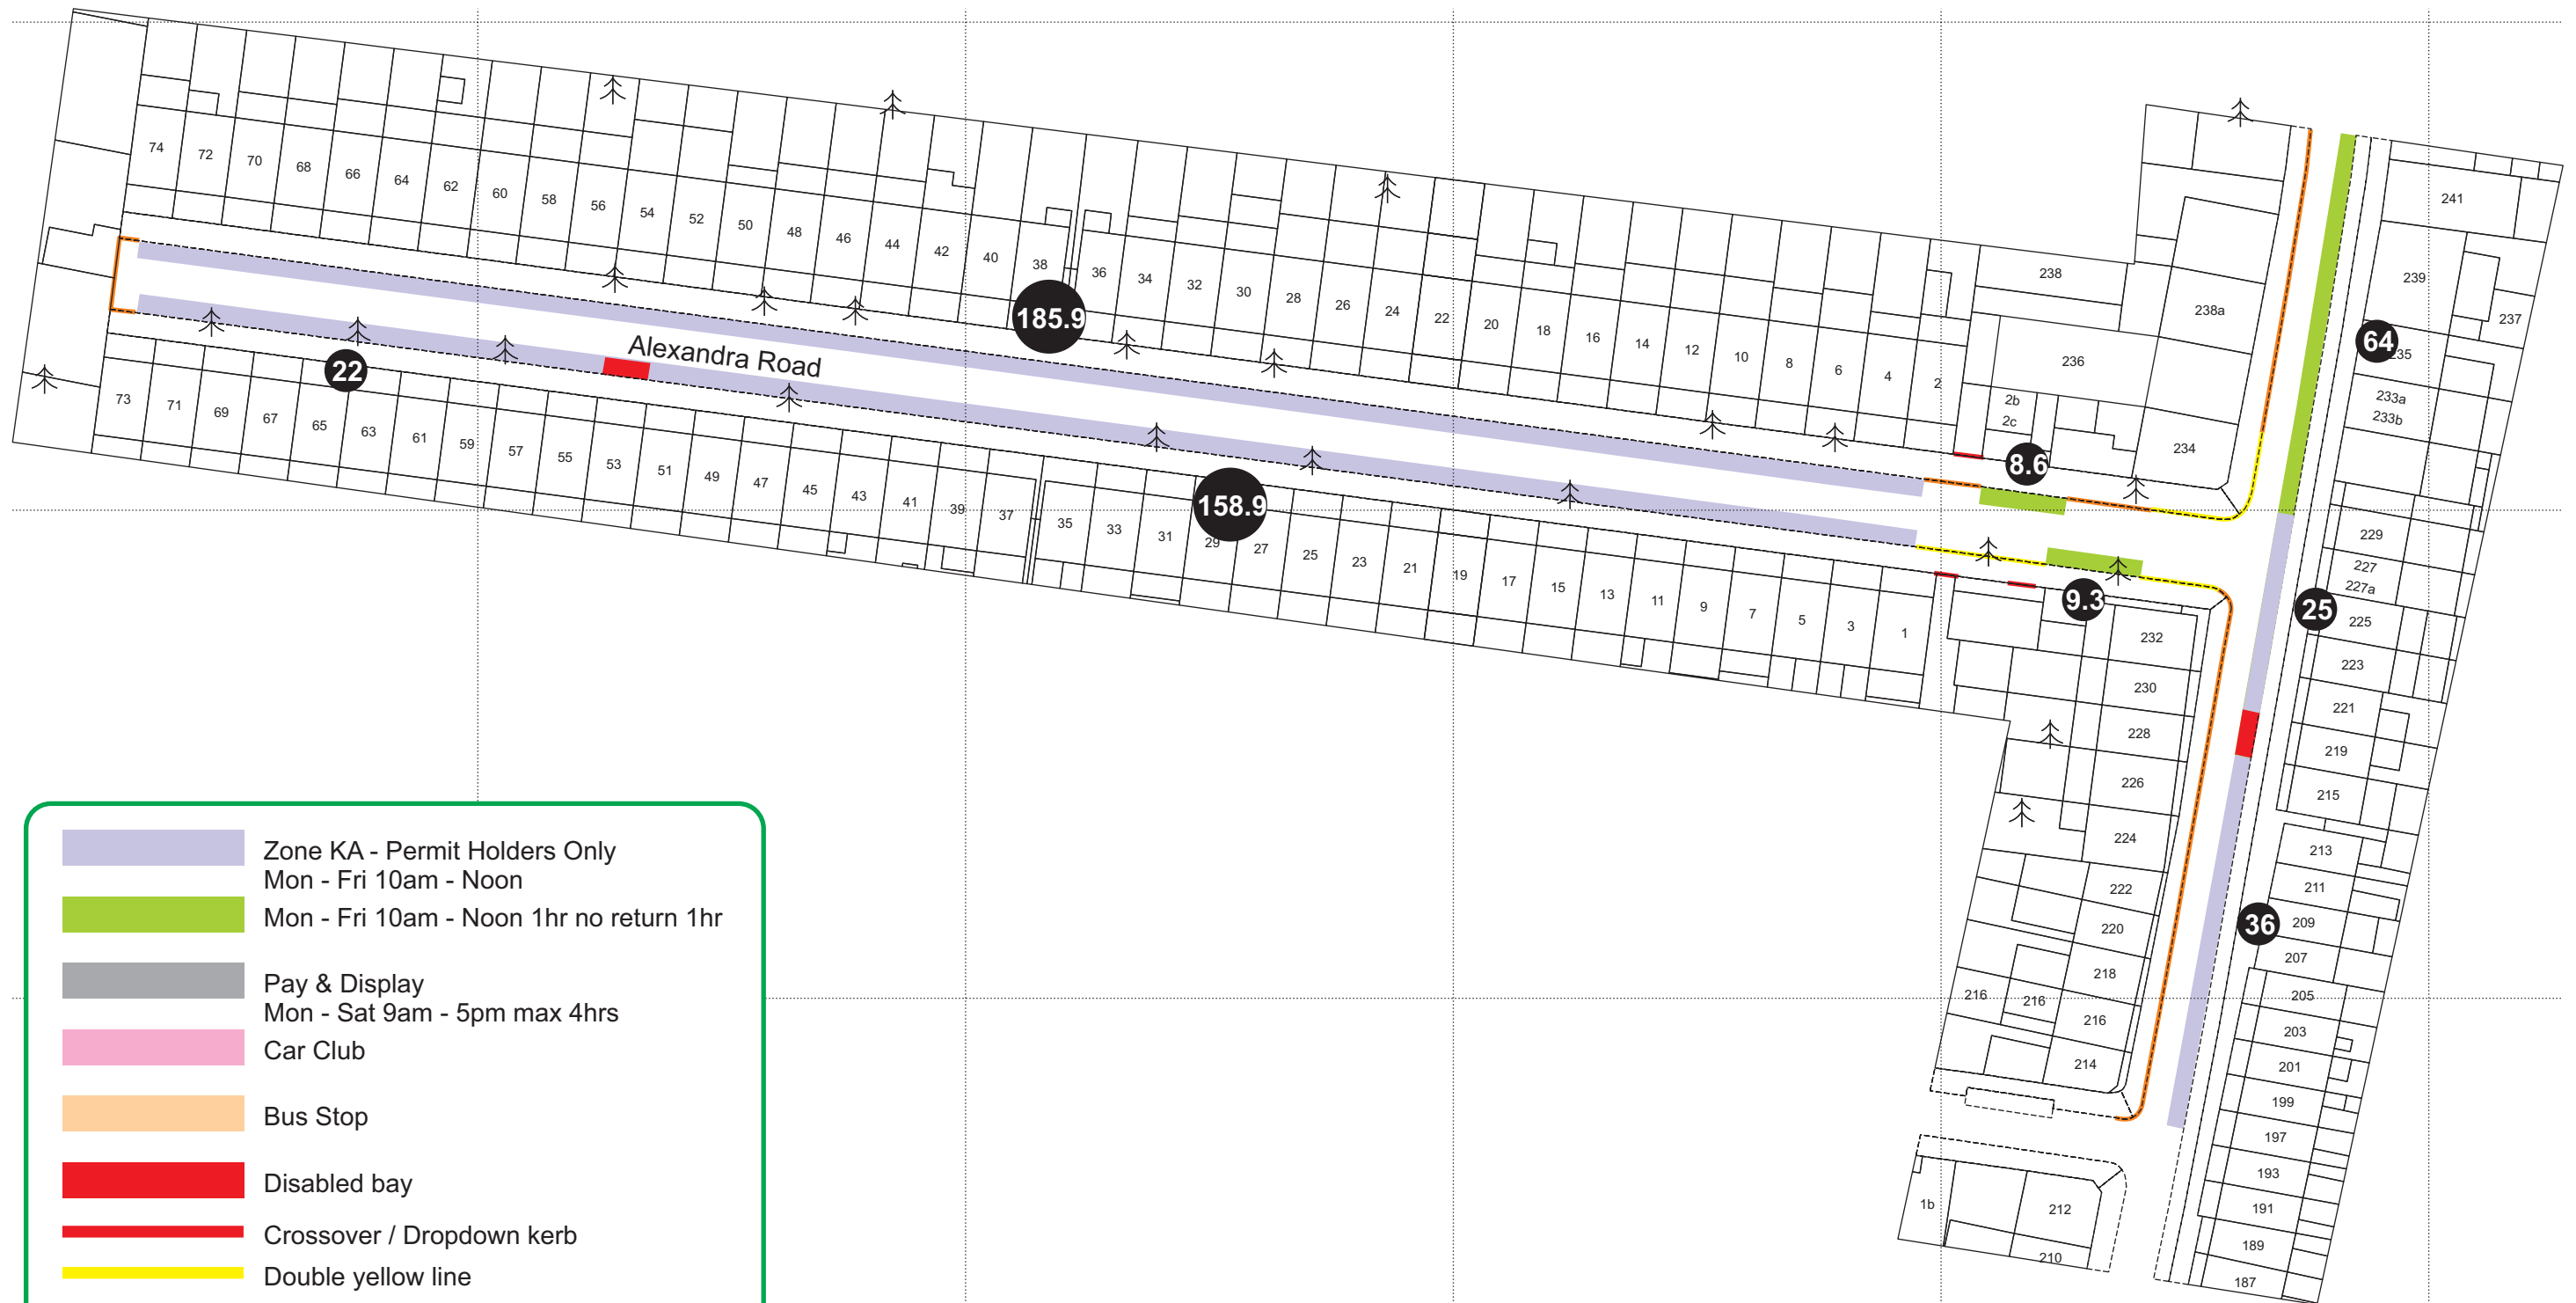 74 72 70 68 66 64 62 60 58 56 54 52 50 48 46 44 42 40 38 36 34 32 30 28 26 24 22 20 18 16 14 12 10 8 6 4 2
238
238a
236
2b
2c
234
241
239
237
235
64
233a
233b
229
227
227a
225
223
221
219
215
213
211
209
207
205
203
201
199
197
193
191
189
187
25
36
185.9
Alexandra Road
22
158.9
8.6
9.3
73 71 69 67 65 63 61 59 57 55 53 51 49 47 45 43 41 39 37 35 33 31 29 27 25 23 21 19 17 15 13 11 9 7 5 3 1
232
230
228
226
224
222
220
218
216 216 216
214
1b
212
210
Zone KA - Permit Holders Only
Mon - Fri 10am - Noon
Mon - Fri 10am - Noon 1hr no return 1hr
Pay & Display
Mon - Sat 9am - 5pm max 4hrs
Car Club
Bus Stop
Disabled bay
Crossover / Dropdown kerb
Double yellow line